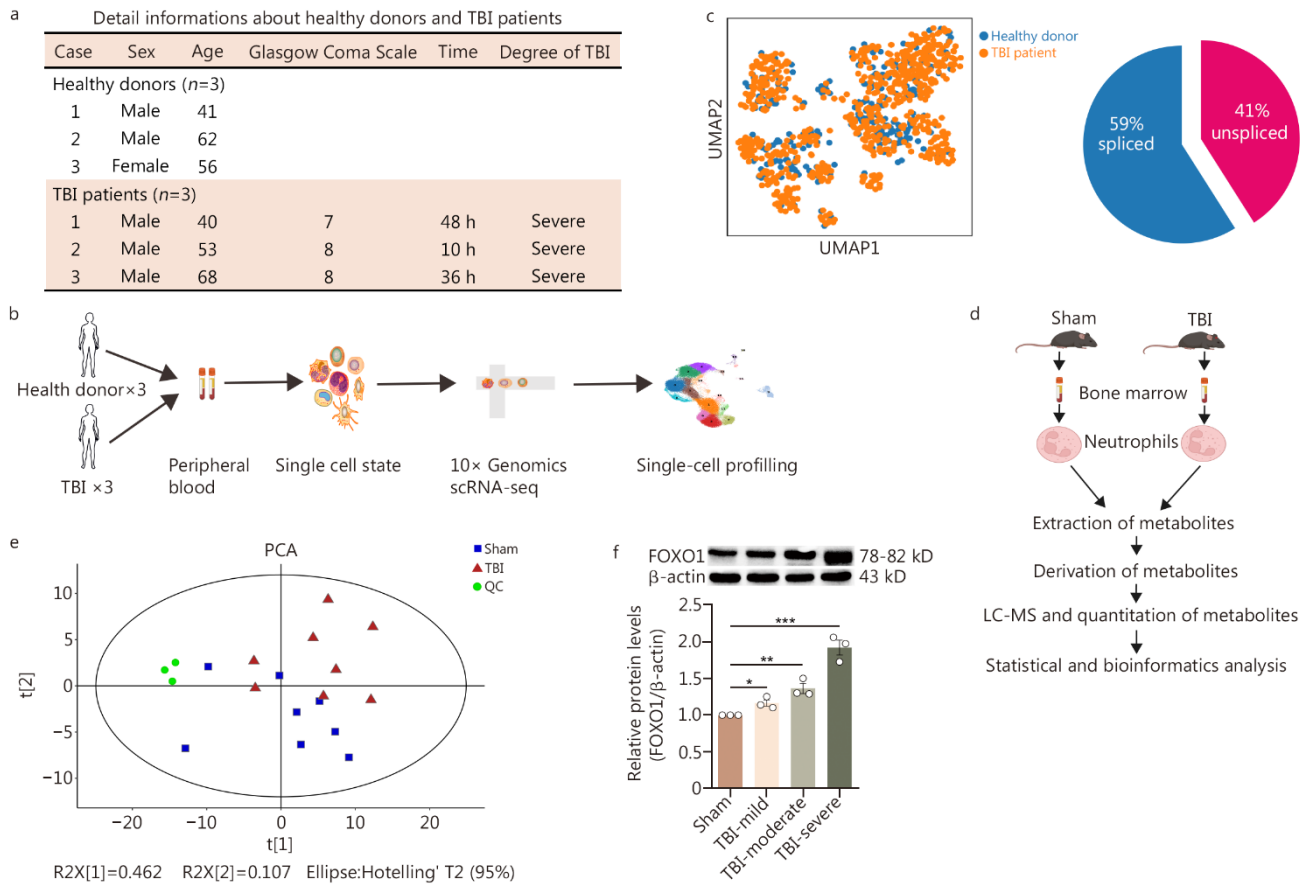 a
Detail informations about healthy donors and TBI patients
Case Sex Age Glasgow Coma Scale Time Degree of TBI
Healthy donors (n=3)
1 Male 41
2 Male 62
3 Female 56
TBI patients (n=3)
1 Male 40 7 48 h Severe
2 Male 53 8 10 h Severe
3 Male 68 8 36 h Severe
b
Health donor×3
TBI ×3
Peripheral
blood
Single cell state
10× Genomics
scRNA-seq
Single-cell profilling
c
UMAP2
UMAP1
Healthy donor
TBI patient
59%
spliced
41%
unspliced
d
Sham
TBI
Bone marrow
Neutrophils
Extraction of metabolites
Derivation of metabolites
LC-MS and quantitation of metabolites
Statistical and bioinformatics analysis
e
PCA
Sham
TBI
QC
t[2]
10
5
0
−5
−10
−20 −10 0 10 20
t[1]
R2X[1]=0.462 R2X[2]=0.107 Ellipse:Hotelling' T2 (95%)
f
FOXO1 78-82 kD
β-actin 43 kD
Relative protein levels
(FOXO1/β-actin)
2.5
2.0
1.5
1.0
0.5
0
***
**
*
Sham
TBI-mild
TBI-moderate
TBI-severe